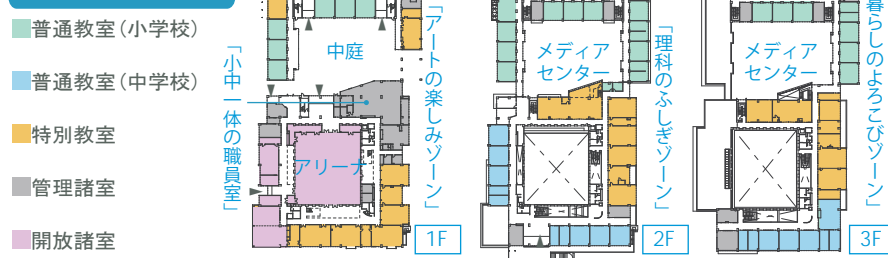 普通教室（小学校）
普通教室（中学校）
特別教室
管理諸室
開放諸室
「小中一体の職員室」
中庭
アリーナ
「アートの楽しみゾーン」
1F
メディア
センター
「理科のふしぎゾーン」
2F
メディア
センター
暮らしのよろこびゾーン」
3F